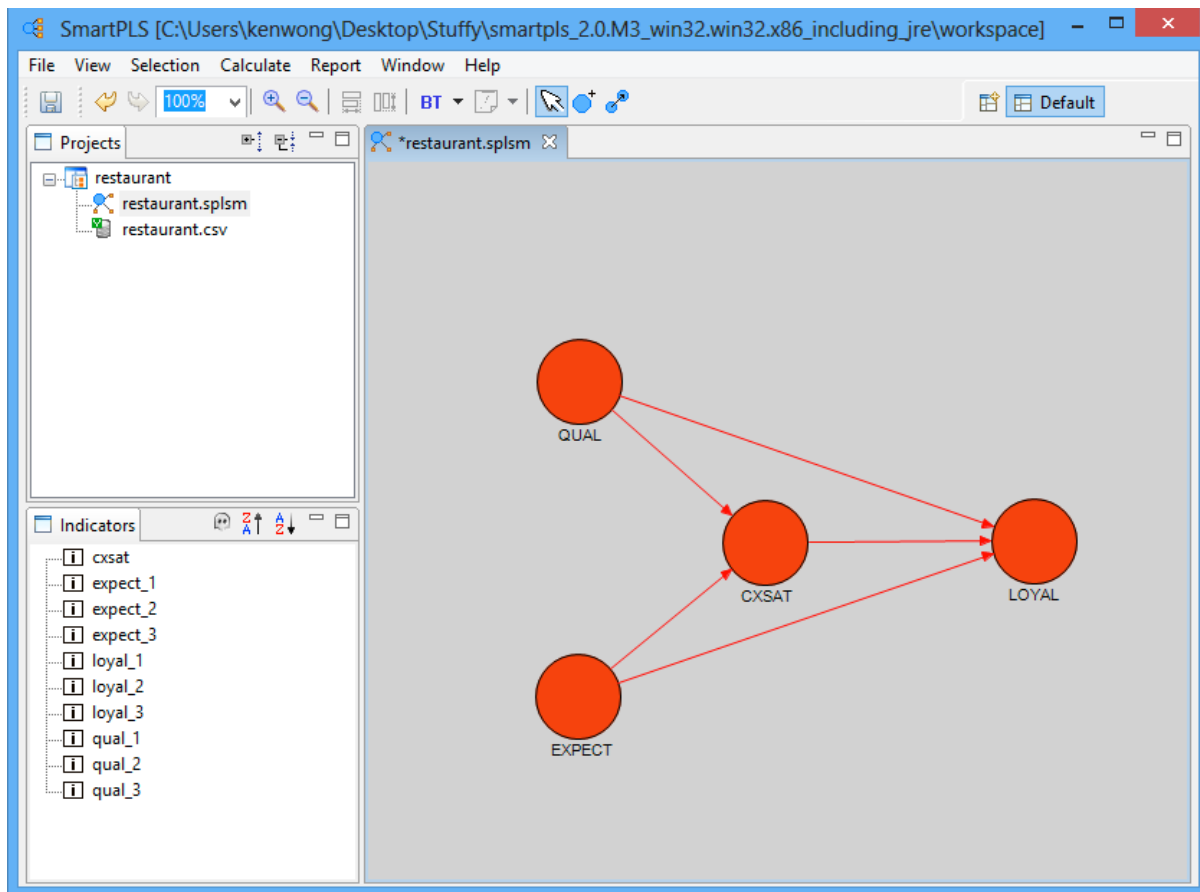 SmartPLS [C:\Users\kenwong\Desktop\Stuffy\smartpls_2.0.M3_win32.win32.x86_including_jre\workspace]
File View Selection Calculate Report Window Help
100% BT Default
Projects
restaurant
restaurant.splsm
restaurant.csv
Indicators
cxsat
expect_1
expect_2
expect_3
loyal_1
loyal_2
loyal_3
qual_1
qual_2
qual_3
*restaurant.splsm
QUAL
CXSAT
LOYAL
EXPECT